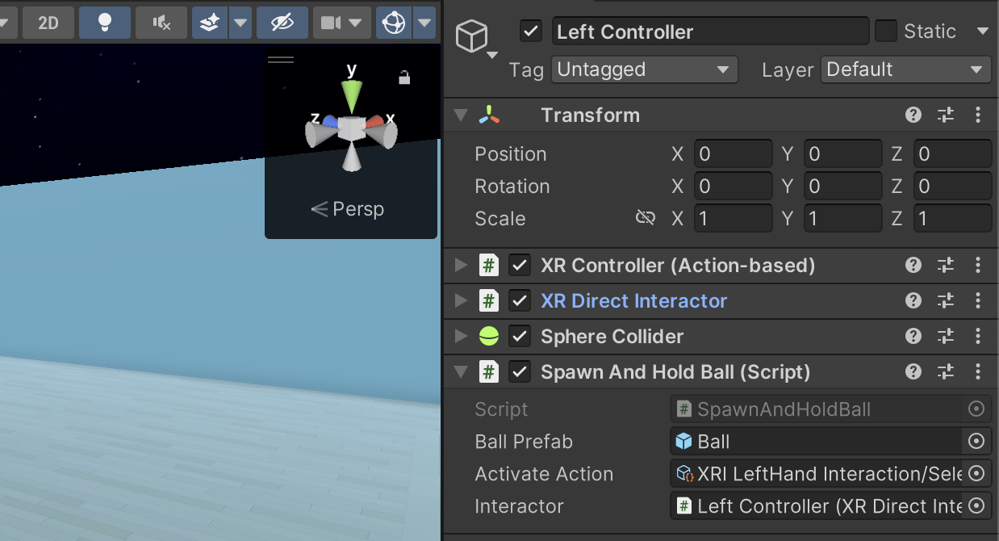 2D
y
z
x
Persp
Left Controller
Static
Tag
Untagged
Layer
Default
Transform
Position X 0 Y 0 Z 0
Rotation X 0 Y 0 Z 0
Scale X 1 Y 1 Z 1
# XR Controller (Action-based)
# XR Direct Interactor
Sphere Collider
# Spawn And Hold Ball (Script)
Script # SpawnAndHoldBall
Ball Prefab Ball
Activate Action XRI LeftHand Interaction/Sele
Interactor # Left Controller (XR Direct Inte